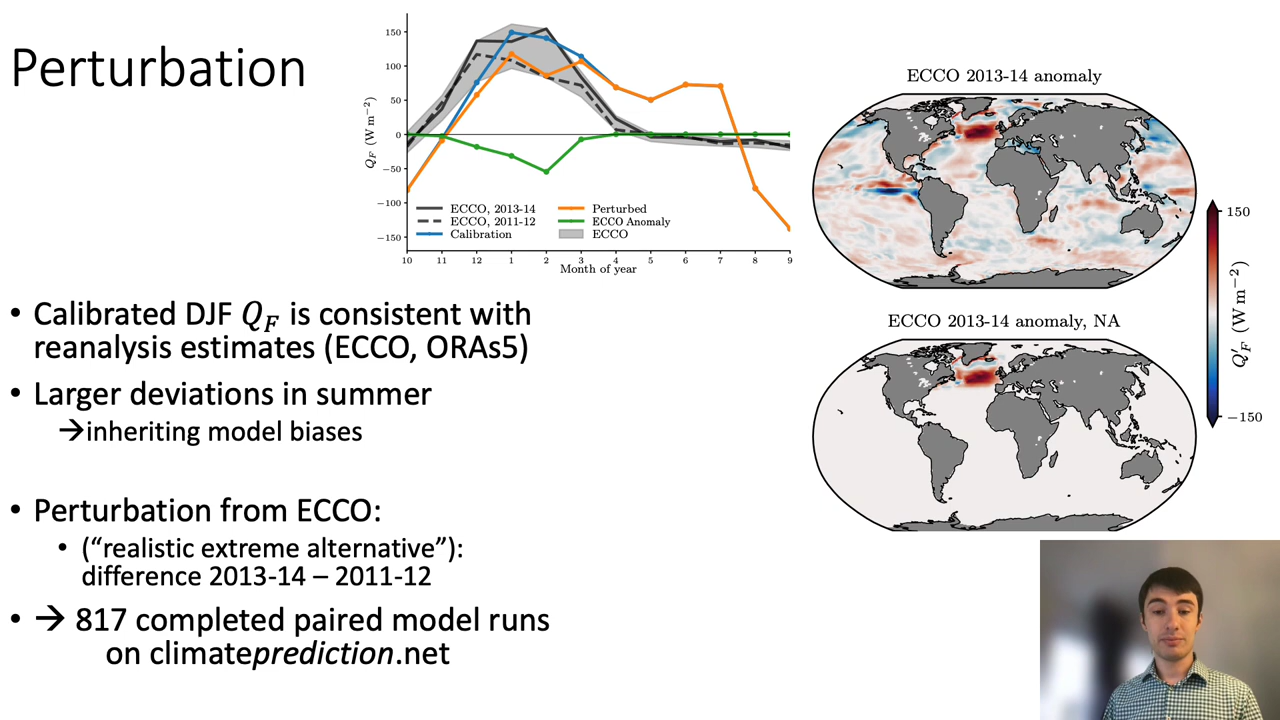 Perturbation
150
100
50
0
−50
−100
−150
Q_F (W m⁻²)
ECCO, 2013-14
ECCO, 2011-12
Calibration
Perturbed
ECCO Anomaly
ECCO
10 11 12 1 2 3 4 5 6 7 8 9
Month of year
ECCO 2013-14 anomaly
ECCO 2013-14 anomaly, NA
150
−150
Q′_F (W m⁻²)
• Calibrated DJF Q_F is consistent with
reanalysis estimates (ECCO, ORAs5)
• Larger deviations in summer
→inheriting model biases
• Perturbation from ECCO:
• (“realistic extreme alternative”):
difference 2013-14 – 2011-12
• → 817 completed paired model runs
on climateprediction.net